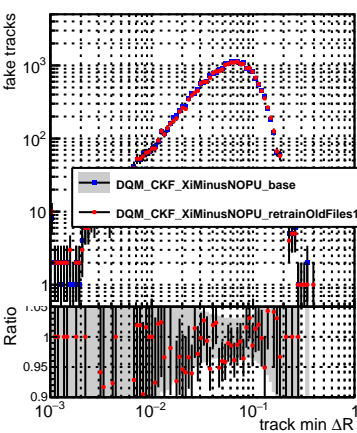 fake tracks
10³
10²
10
1
DQM_CKF_XiMinusNOPU_base
DQM_CKF_XiMinusNOPU_retrainOldFiles1
Ratio
1.05
1
0.95
0.9
10⁻³ 10⁻² 10⁻¹ 1
track min ΔR